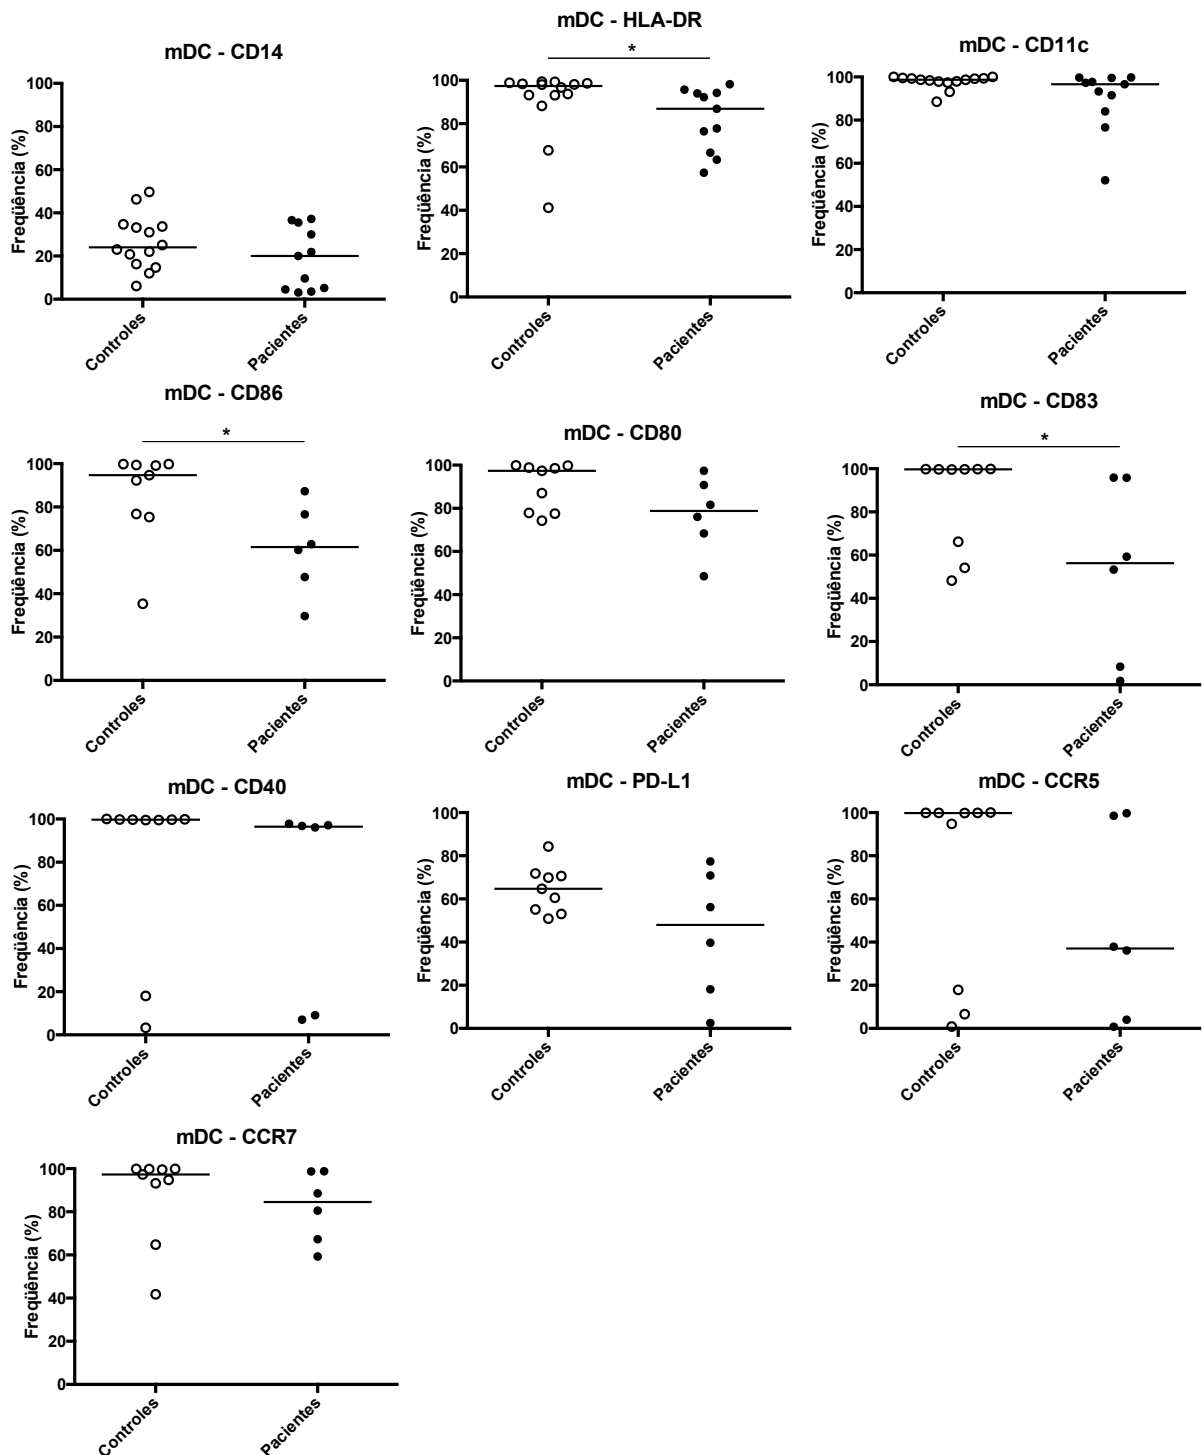 mDC - CD14
Freqüência (%)
100
80
60
40
20
0
Controles
Pacientes
mDC - HLA-DR
*
Freqüência (%)
100
80
60
40
20
0
Controles
Pacientes
mDC - CD11c
Freqüência (%)
100
80
60
40
20
0
Controles
Pacientes
mDC - CD86
*
Freqüência (%)
100
80
60
40
20
0
Controles
Pacientes
mDC - CD80
Freqüência (%)
100
80
60
40
20
0
Controles
Pacientes
mDC - CD83
*
Freqüência (%)
100
80
60
40
20
0
Controles
Pacientes
mDC - CD40
Freqüência (%)
100
80
60
40
20
0
Controles
Pacientes
mDC - PD-L1
Freqüência (%)
100
80
60
40
20
0
Controles
Pacientes
mDC - CCR5
Freqüência (%)
100
80
60
40
20
0
Controles
Pacientes
mDC - CCR7
Freqüência (%)
100
80
60
40
20
0
Controles
Pacientes